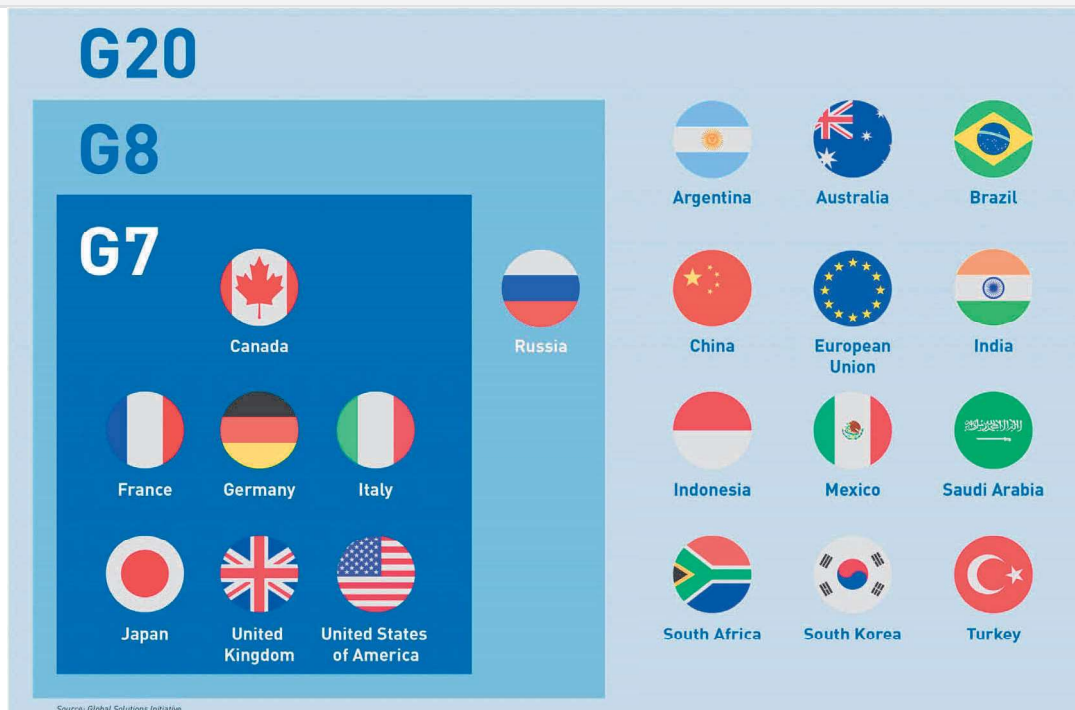 G20
G8
G7
Canada
France
Germany
Italy
Japan
United
Kingdom
United States
of America
Russia
Argentina
Australia
Brazil
China
European
Union
India
Indonesia
Mexico
Saudi Arabia
South Africa
South Korea
Turkey
Source: Global Solutions Initiative